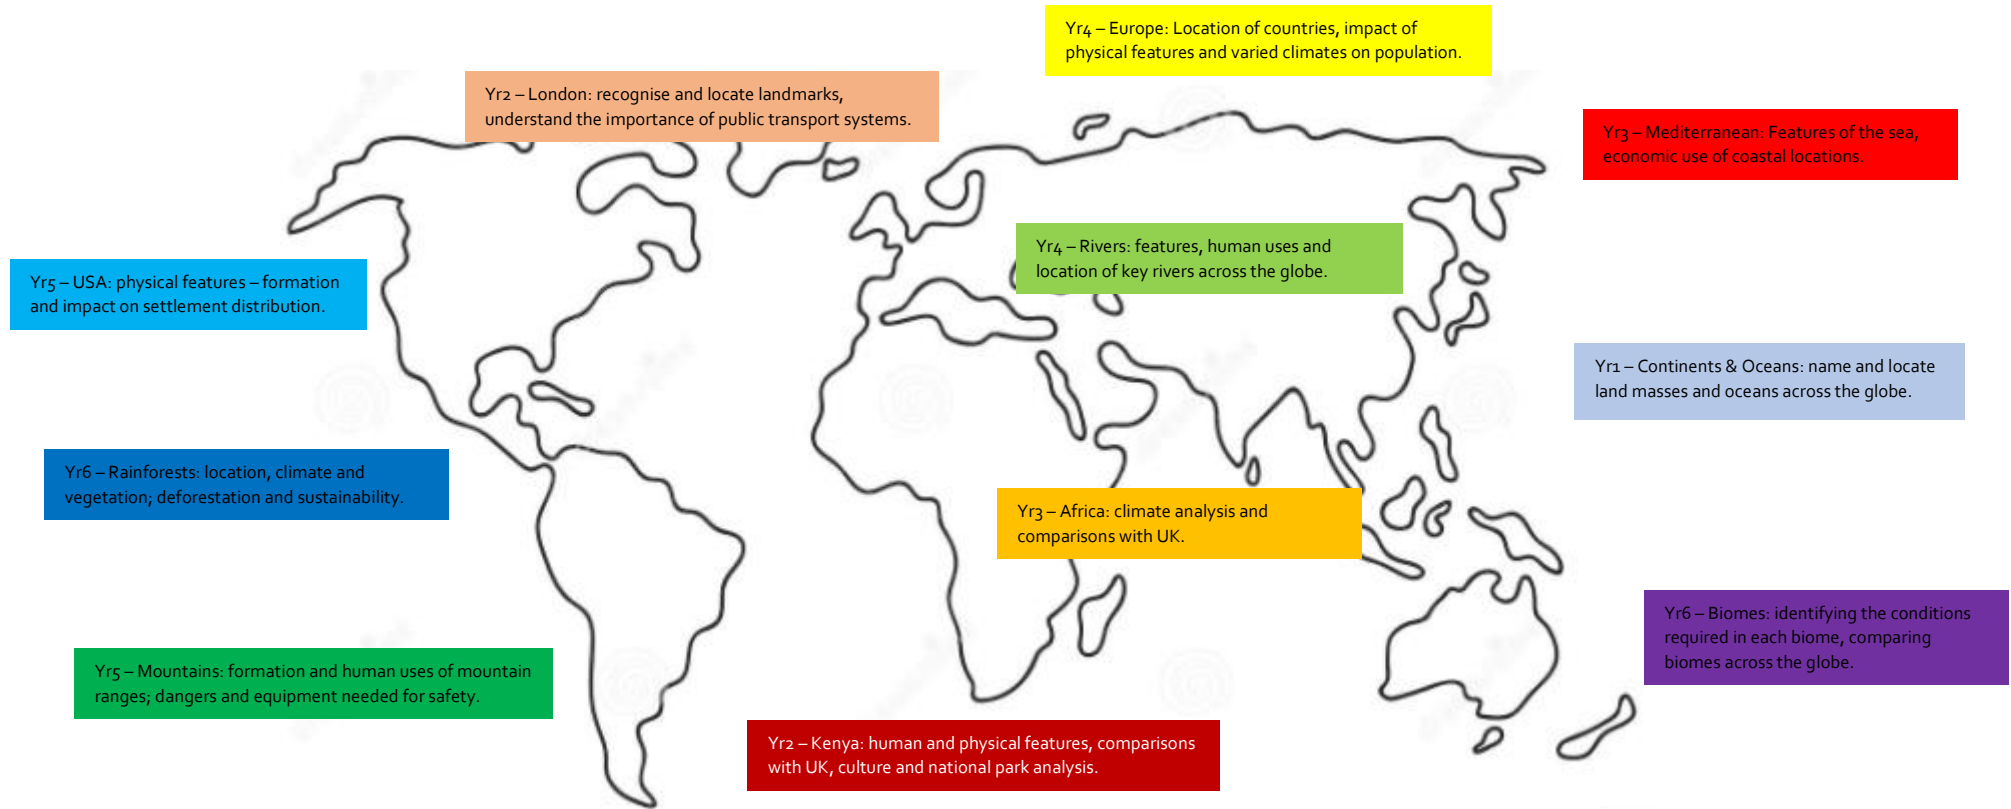 Yr4 – Europe: Location of countries, impact of
physical features and varied climates on population.
Yr2 – London: recognise and locate landmarks,
understand the importance of public transport systems.
Yr3 – Mediterranean: Features of the sea,
economic use of coastal locations.
Yr4 – Rivers: features, human uses and
location of key rivers across the globe.
Yr5 – USA: physical features – formation
and impact on settlement distribution.
Yr1 – Continents & Oceans: name and locate
land masses and oceans across the globe.
Yr6 – Rainforests: location, climate and
vegetation; deforestation and sustainability.
Yr3 – Africa: climate analysis and
comparisons with UK.
Yr6 – Biomes: identifying the conditions
required in each biome, comparing
biomes across the globe.
Yr5 – Mountains: formation and human uses of mountain
ranges; dangers and equipment needed for safety.
Yr2 – Kenya: human and physical features, comparisons
with UK, culture and national park analysis.